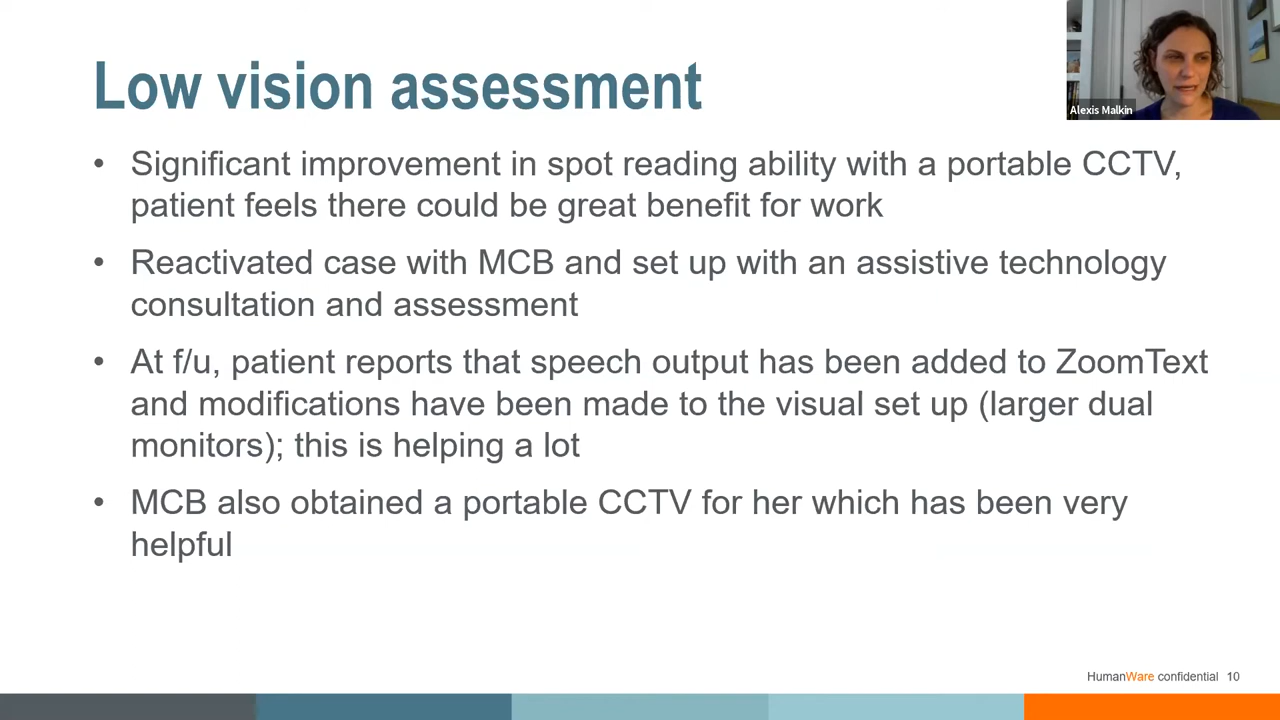 Low vision assessment
Alexis Malkin
• Significant improvement in spot reading ability with a portable CCTV,
patient feels there could be great benefit for work
• Reactivated case with MCB and set up with an assistive technology
consultation and assessment
• At f/u, patient reports that speech output has been added to ZoomText
and modifications have been made to the visual set up (larger dual
monitors); this is helping a lot
• MCB also obtained a portable CCTV for her which has been very
helpful
HumanWare confidential 10